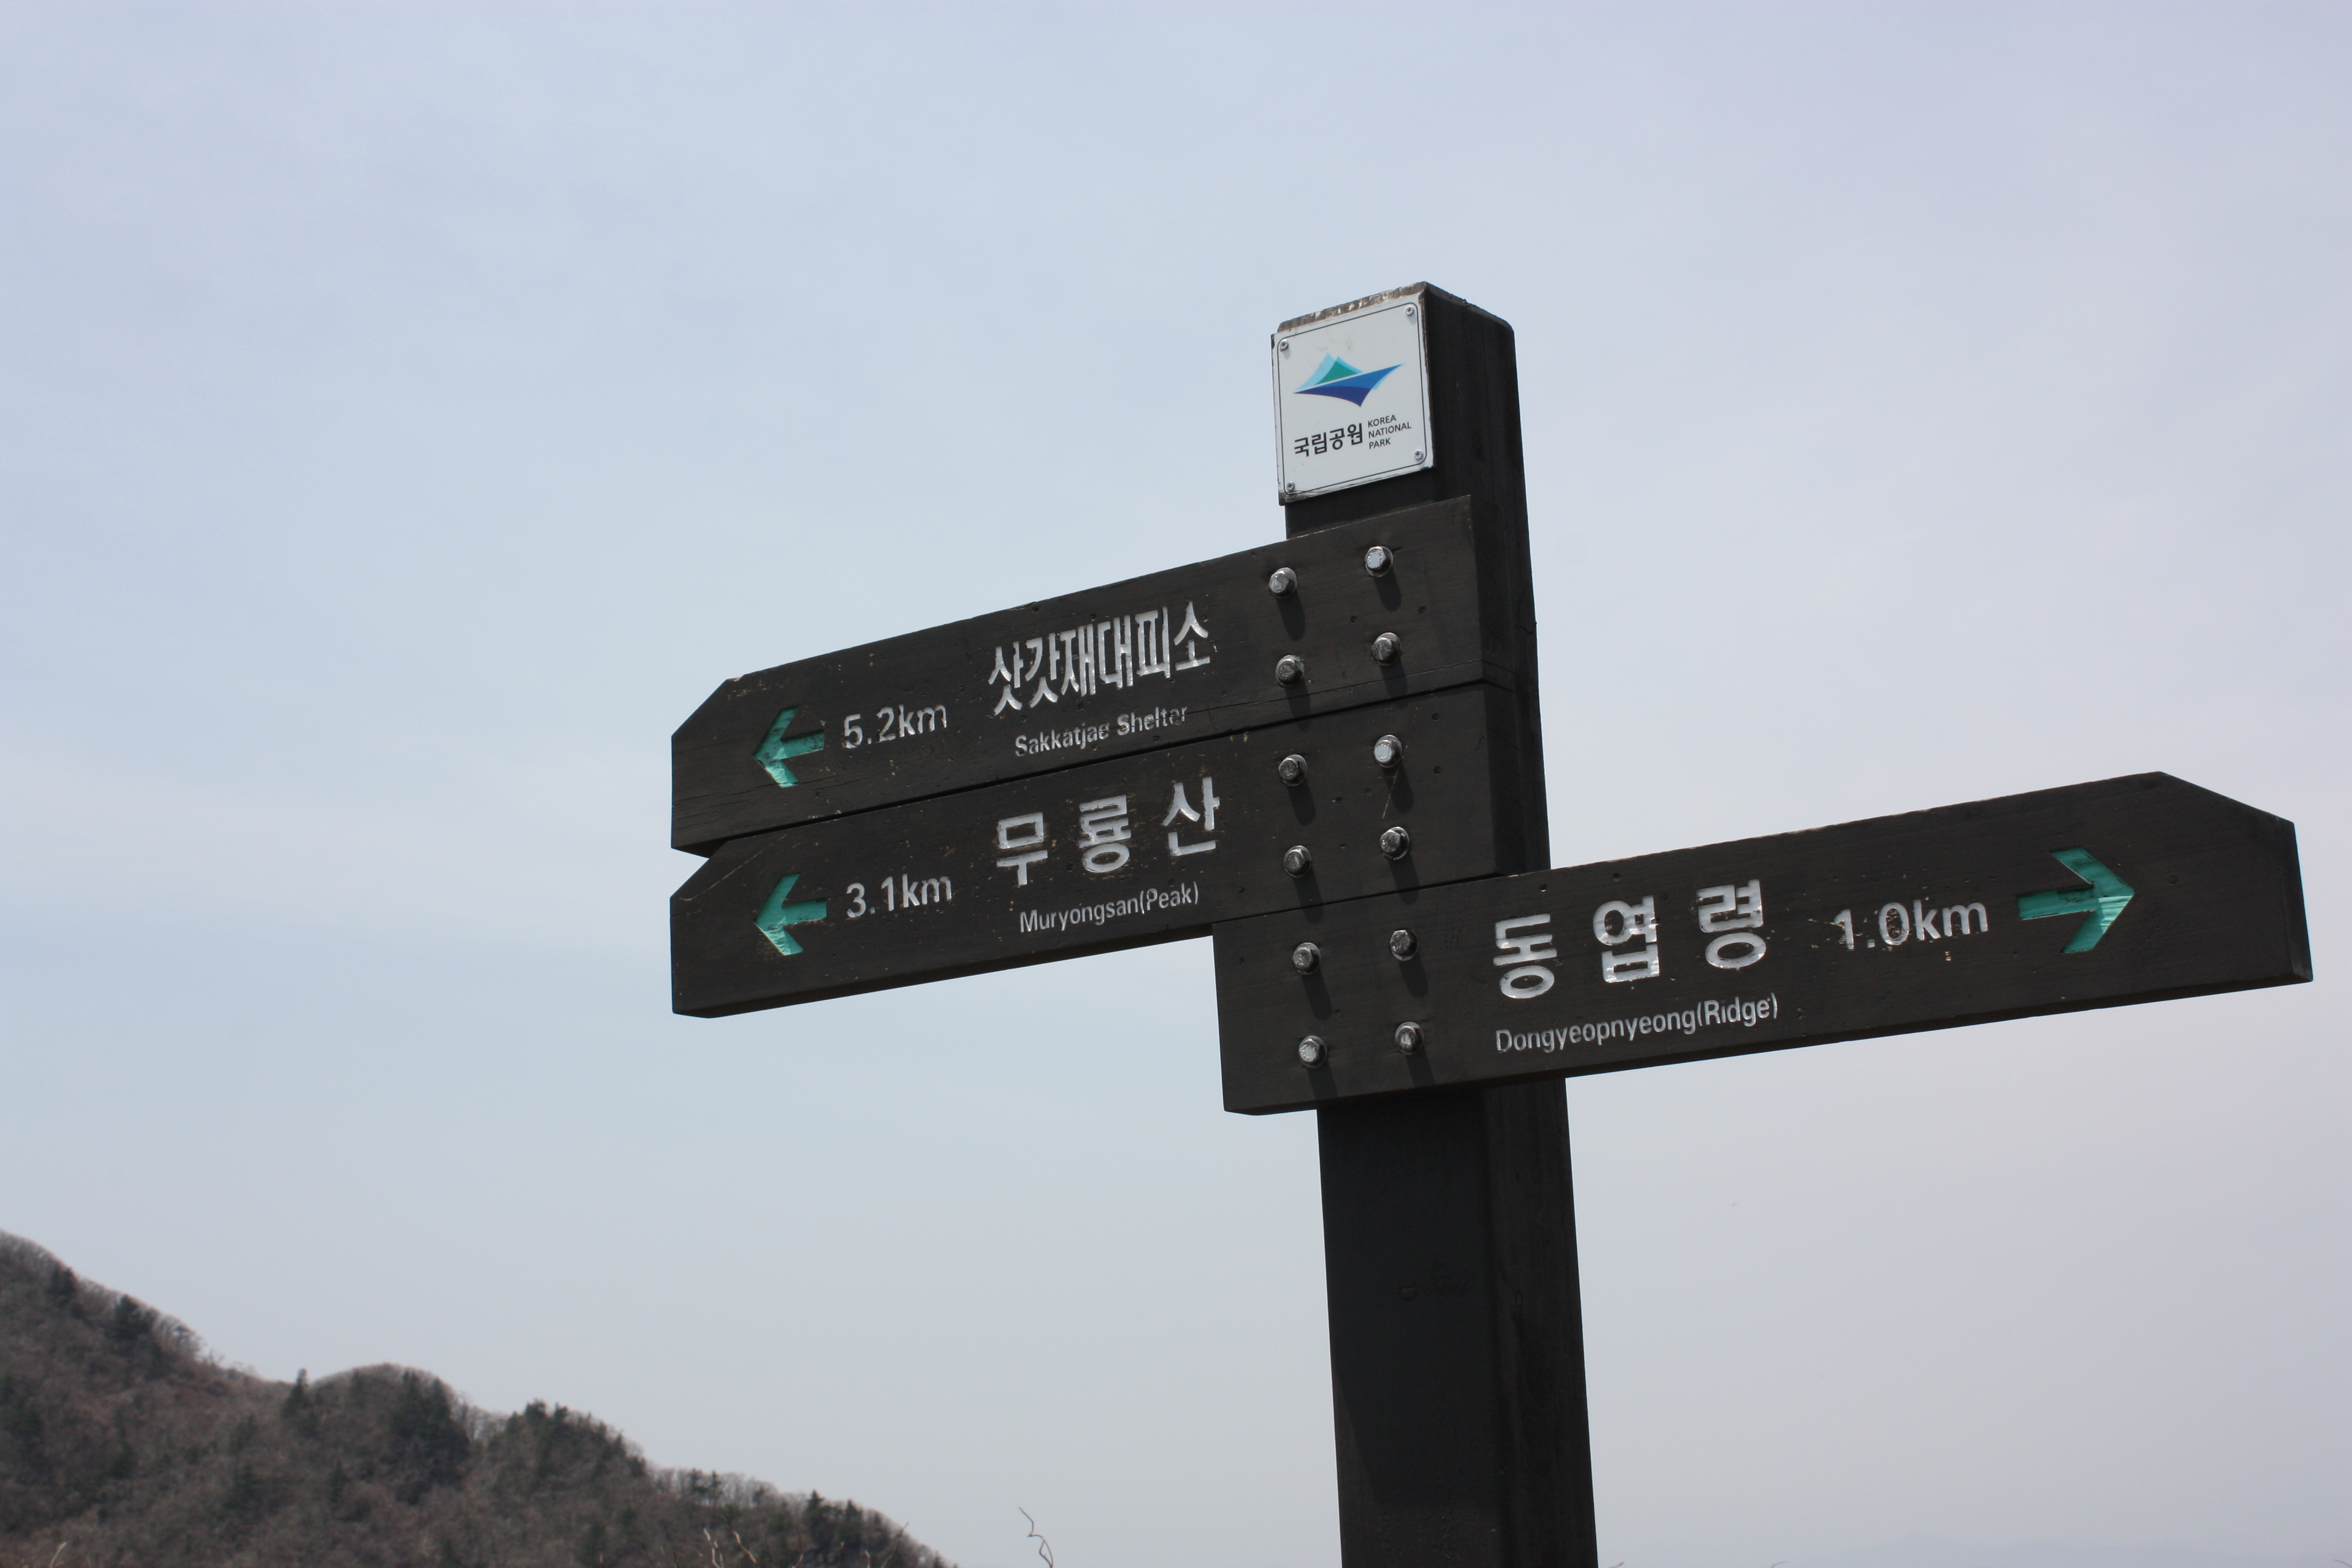 국립공원
KOREA
NATIONAL
PARK
5.2km 삿갓재대피소
Sakkatjae Shelter
3.1km 무룡산
Muryongsan(Peak)
동엽령 1.0km
Dongyeopnyeong(Ridge)